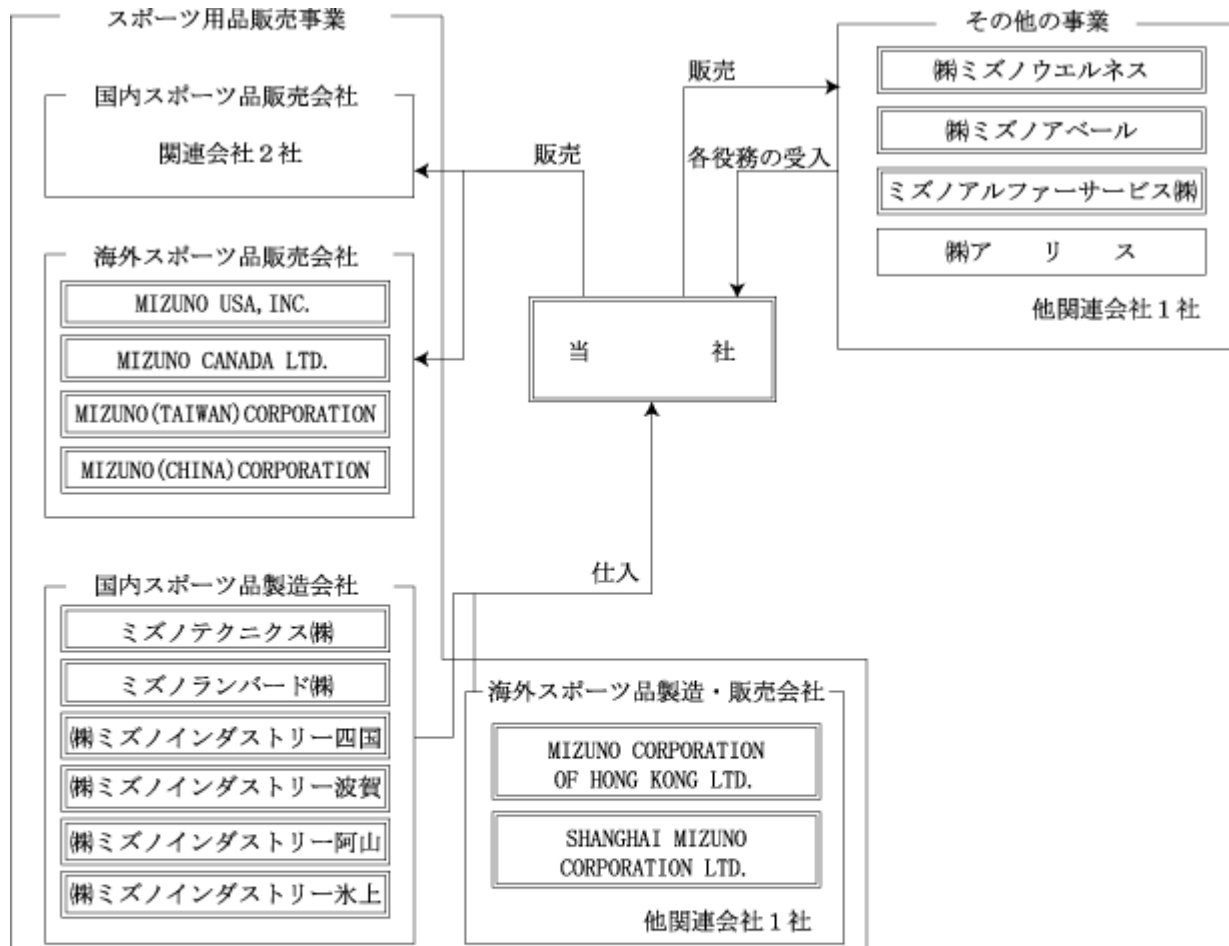 スポーツ用品販売事業
国内スポーツ品販売会社
関連会社2社
海外スポーツ品販売会社
MIZUNO USA, INC.
MIZUNO CANADA LTD.
MIZUNO(TAIWAN)CORPORATION
MIZUNO(CHINA)CORPORATION
国内スポーツ品製造会社
ミズノテクニクス㈱
ミズノランバード㈱
㈱ミズノインダストリー四国
㈱ミズノインダストリー波賀
㈱ミズノインダストリー阿山
㈱ミズノインダストリー氷上
販売
当 社
仕入
海外スポーツ品製造・販売会社
MIZUNO CORPORATION
OF HONG KONG LTD.
SHANGHAI MIZUNO
CORPORATION LTD.
他関連会社1社
販売
各役務の受入
その他の事業
㈱ミズノウエルネス
㈱ミズノアベール
ミズノアルファーサービス㈱
㈱ア リ ス
他関連会社1社